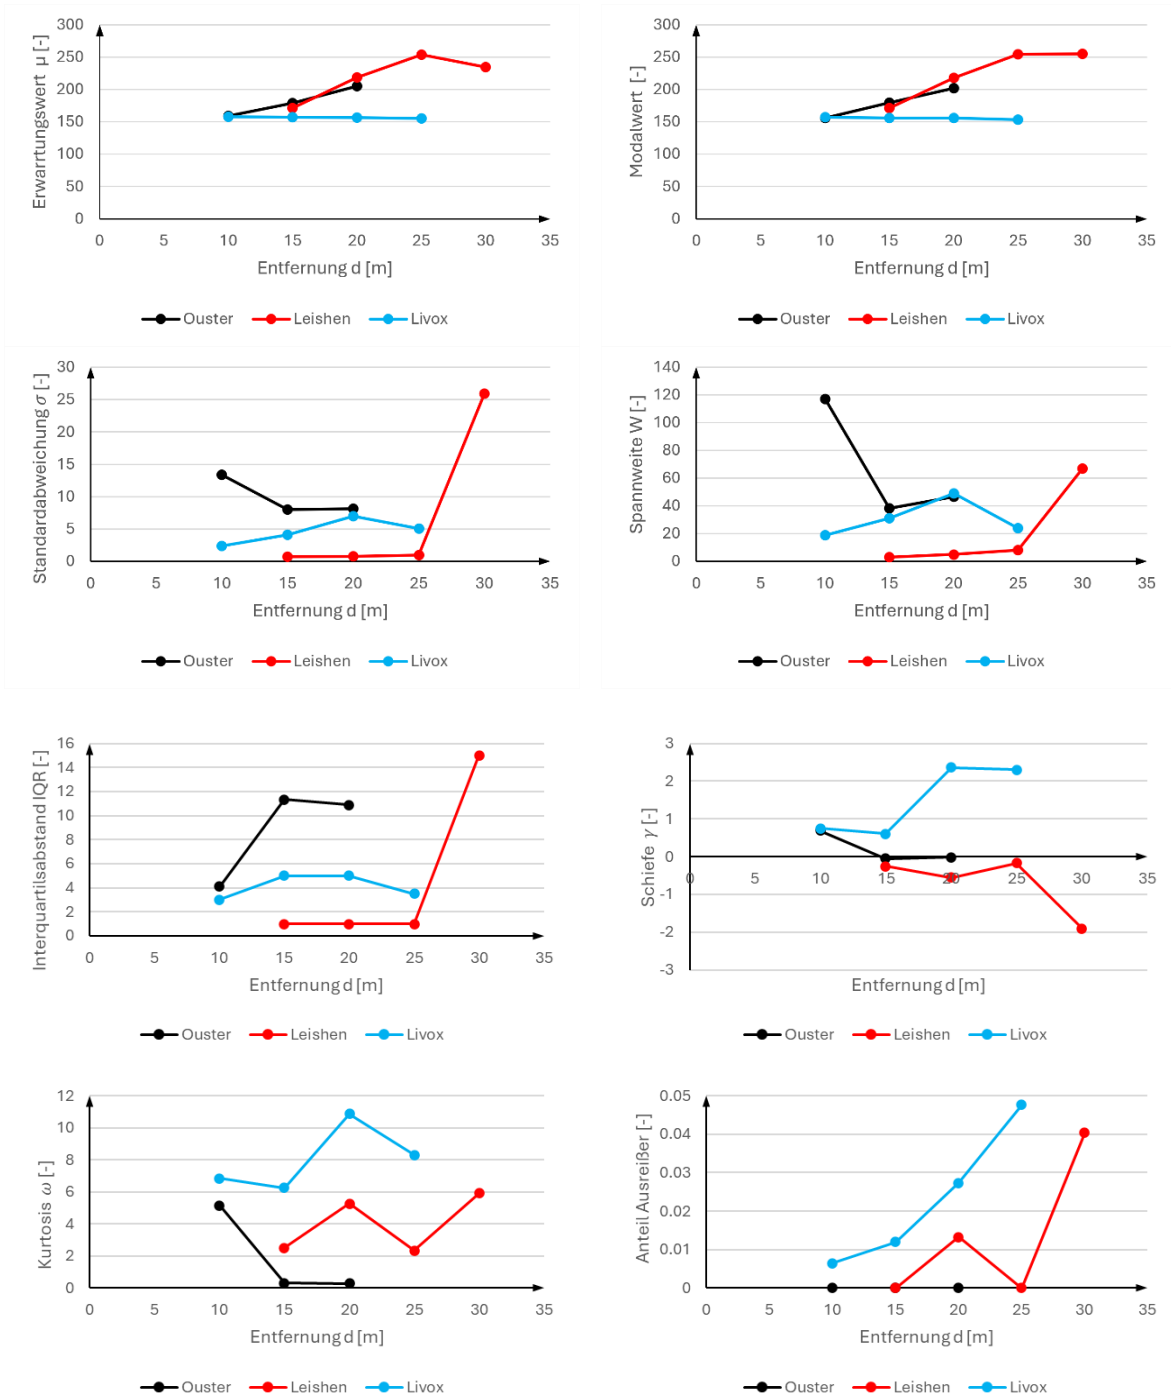 Erwarrtungswert μ [-]
300
250
200
150
100
50
0
0 5 10 15 20 25 30 35
Entfernung d [m]
Ouster Leishen Livox
Modalwert [-]
300
250
200
150
100
50
0
0 5 10 15 20 25 30 35
Entfernung d [m]
Ouster Leishen Livox
Standardabweichung σ [-]
30
25
20
15
10
5
0
0 5 10 15 20 25 30 35
Entfernung d [m]
Ouster Leishen Livox
Spannweite W [-]
140
120
100
80
60
40
20
0
0 5 10 15 20 25 30 35
Entfernung d [m]
Ouster Leishen Livox
Interquartilsabstand IQR [-]
16
14
12
10
8
6
4
2
0
0 5 10 15 20 25 30 35
Entfernung d [m]
Ouster Leishen Livox
Schiefe γ [-]
3
2
1
0
-1
-2
-3
0 5 10 15 20 25 30 35
Entfernung d [m]
Ouster Leishen Livox
Kurtosis ω [-]
12
10
8
6
4
2
0
0 5 10 15 20 25 30 35
Entfernung d [m]
Ouster Leishen Livox
Anteil Ausreißer [-]
0.05
0.04
0.03
0.02
0.01
0
0 5 10 15 20 25 30 35
Entfernung d [m]
Ouster Leishen Livox